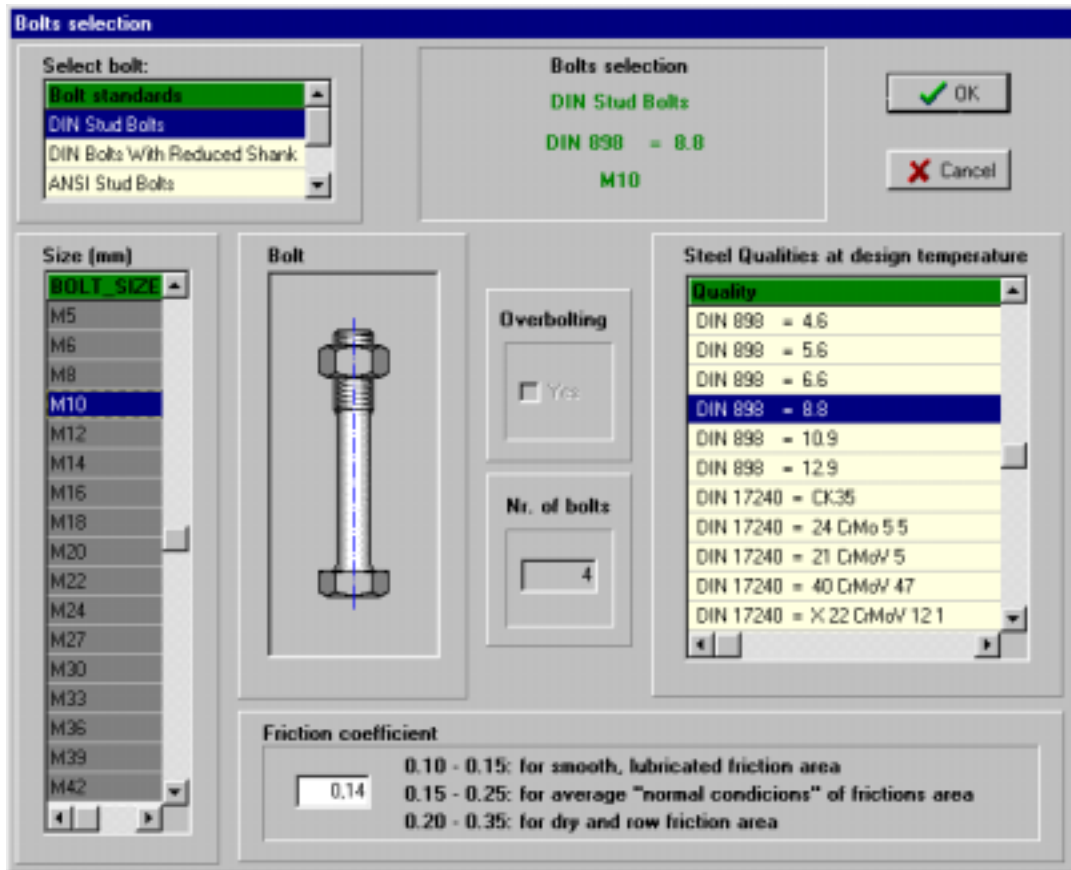 Bolts selection
Select bolt:
Bolt standards
DIN Stud Bolts
DIN Bolts With Reduced Shank
ANSI Stud Bolts
Bolts selection
DIN Stud Bolts
DIN 898 = 8.8
M10
OK
Cancel
Size (mm)
BOLT_SIZE
M5
M6
M8
M10
M12
M14
M16
M18
M20
M22
M24
M27
M30
M33
M36
M39
M42
Bolt
Overbolting
Yes
Nr. of bolts
4
Steel Qualities at design temperature
Quality
DIN 898 = 4.6
DIN 898 = 5.6
DIN 898 = 6.6
DIN 898 = 8.8
DIN 898 = 10.9
DIN 898 = 12.9
DIN 17240 = CK35
DIN 17240 = 24 CrMo 5 5
DIN 17240 = 21 CrMoV 5
DIN 17240 = 40 CrMoV 47
DIN 17240 = X 22 CrMoV 12 1
Friction coefficient
0.14
0.10 - 0.15: for smooth, lubricated friction area
0.15 - 0.25: for average "normal condicions" of frictions area
0.20 - 0.35: for dry and row friction area